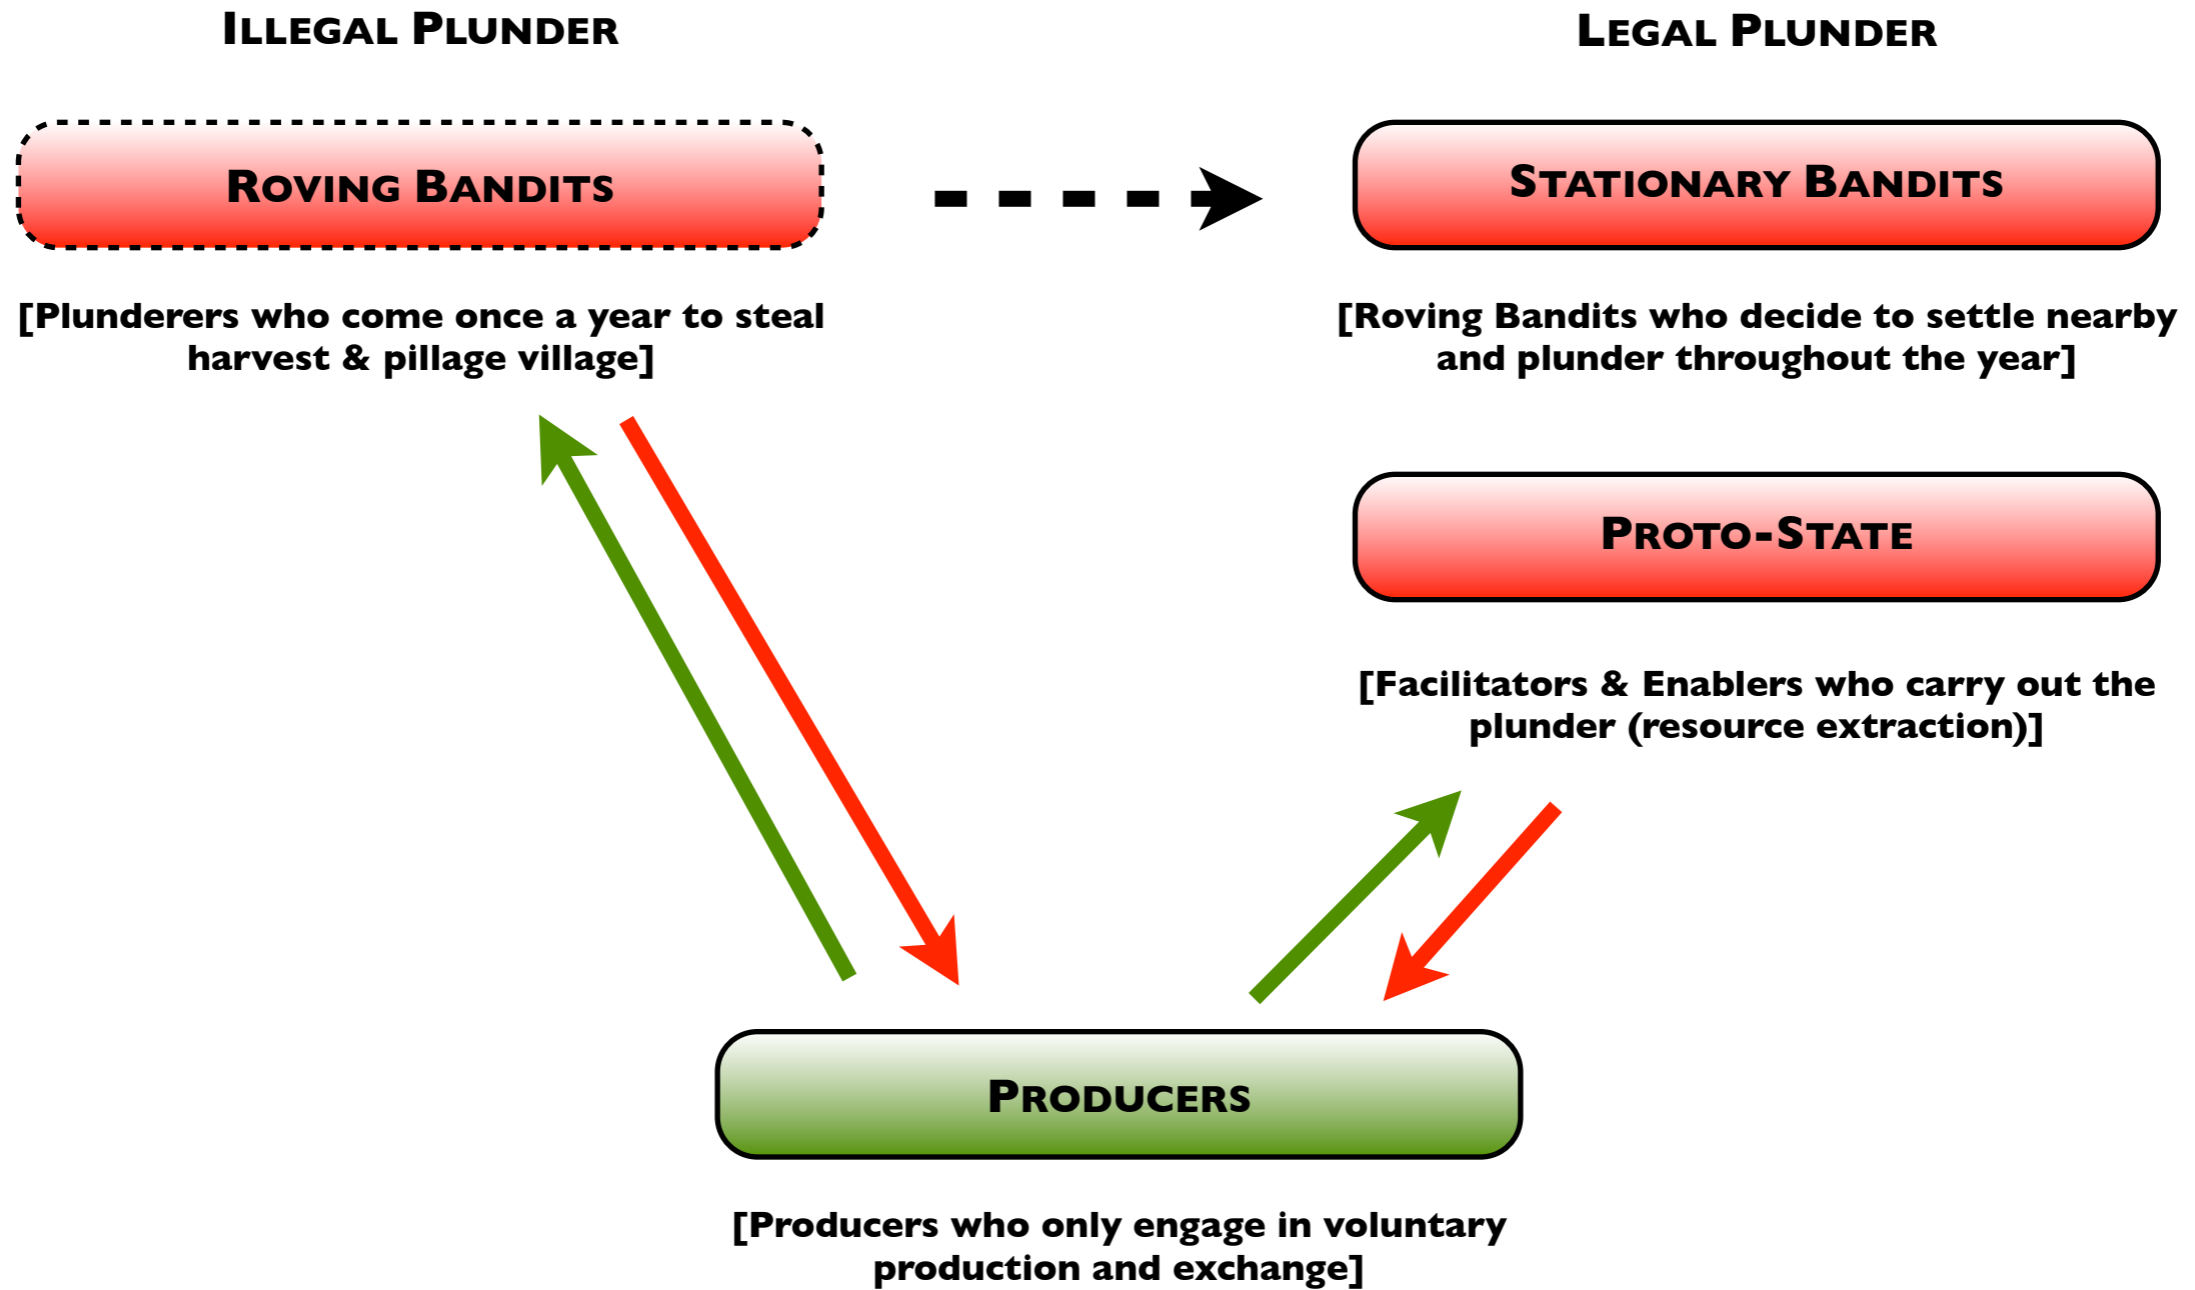 ILLEGAL PLUNDER
LEGAL PLUNDER
ROVING BANDITS
STATIONARY BANDITS
[Plunderers who come once a year to steal
harvest & pillage village]
[Roving Bandits who decide to settle nearby
and plunder throughout the year]
PROTO-STATE
[Facilitators & Enablers who carry out the
plunder (resource extraction)]
PRODUCERS
[Producers who only engage in voluntary
production and exchange]